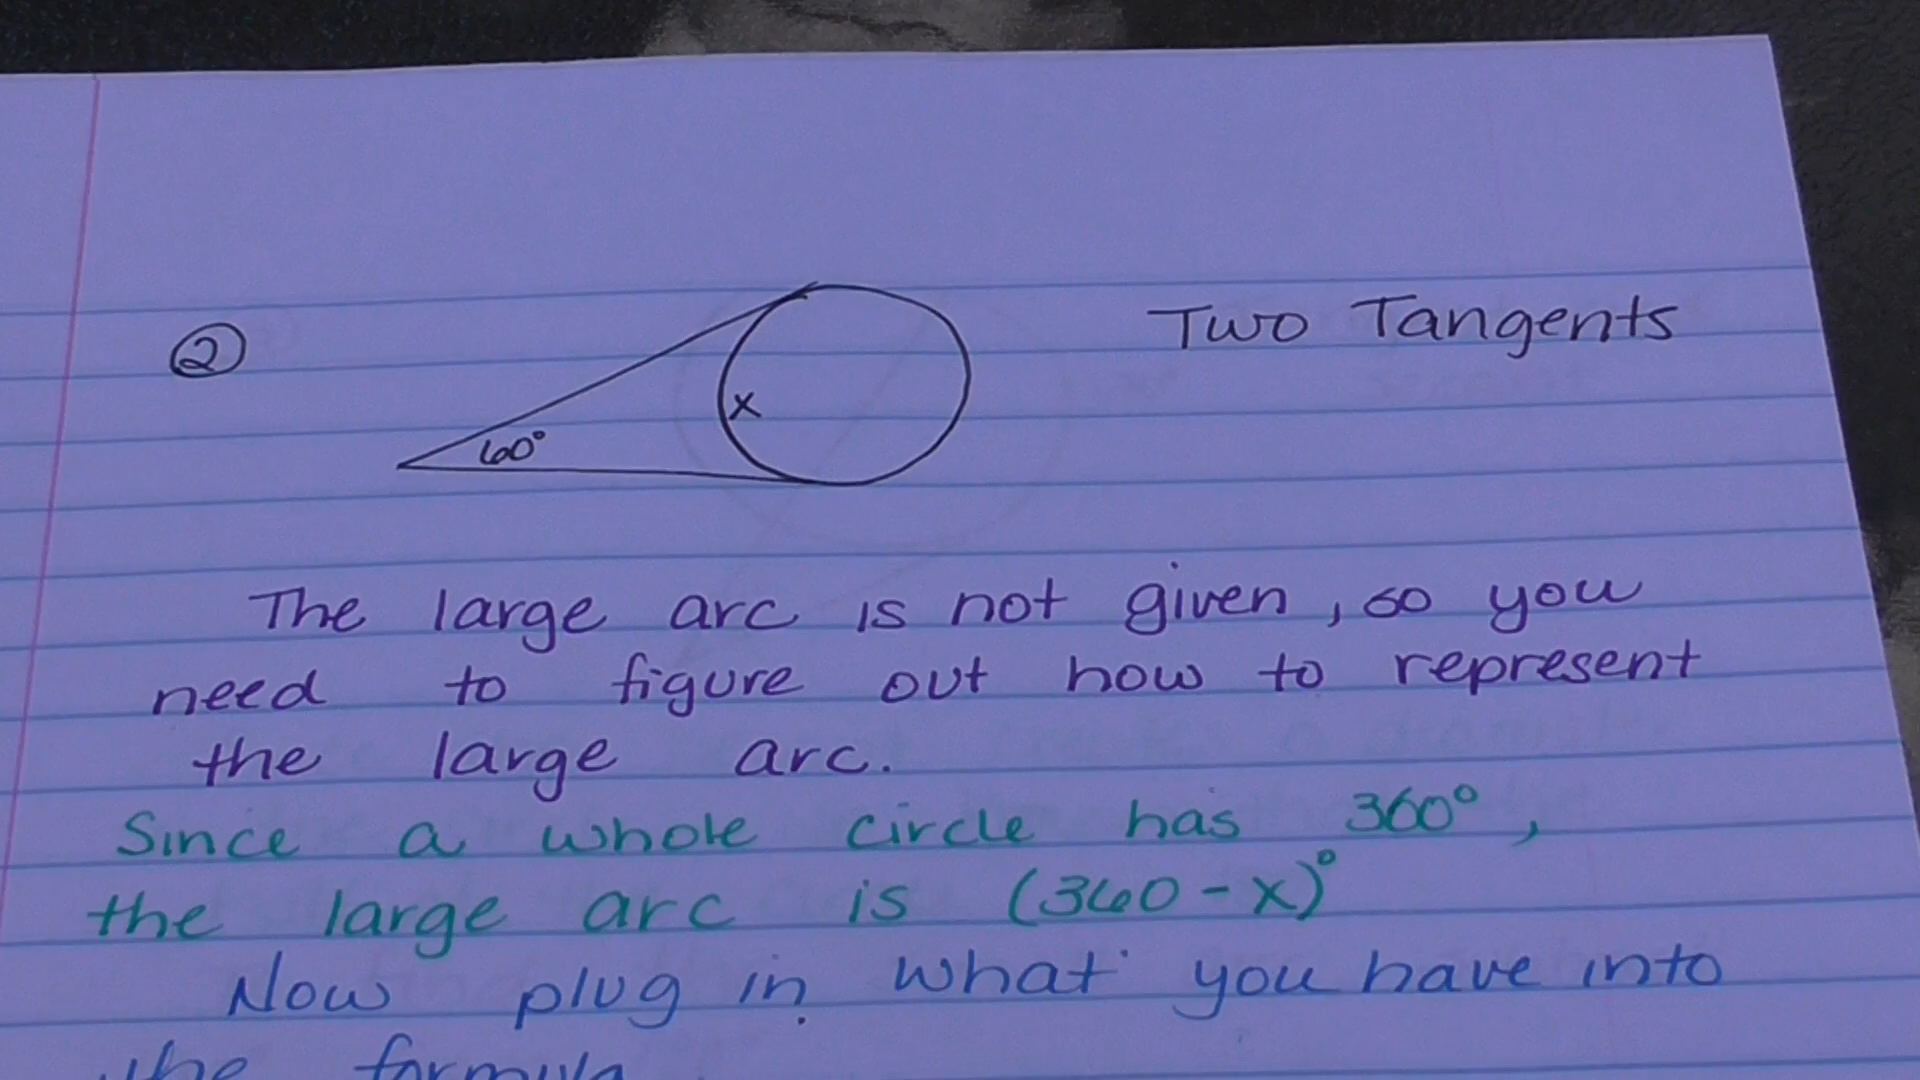 ② Two Tangents
x
60°
The large arc is not given, so you
need to figure out how to represent
the large arc.
Since a whole circle has 360°,
the large arc is (360-x)°
Now plug in what you have into
the formula